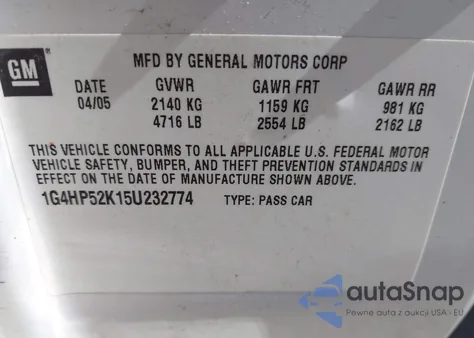 GM
MFD BY GENERAL MOTORS CORP
DATE GVWR GAWR FRT GAWR RR
04/05 2140 KG 1159 KG 981 KG
4716 LB 2554 LB 2162 LB
THIS VEHICLE CONFORMS TO ALL APPLICABLE U.S. FEDERAL MOTOR
VEHICLE SAFETY, BUMPER, AND THEFT PREVENTION STANDARDS IN
EFFECT ON THE DATE OF MANUFACTURE SHOWN ABOVE.
1G4HP52K15U232774 TYPE: PASS CAR
autoSnap
Pewne auta z aukcji USA i EU